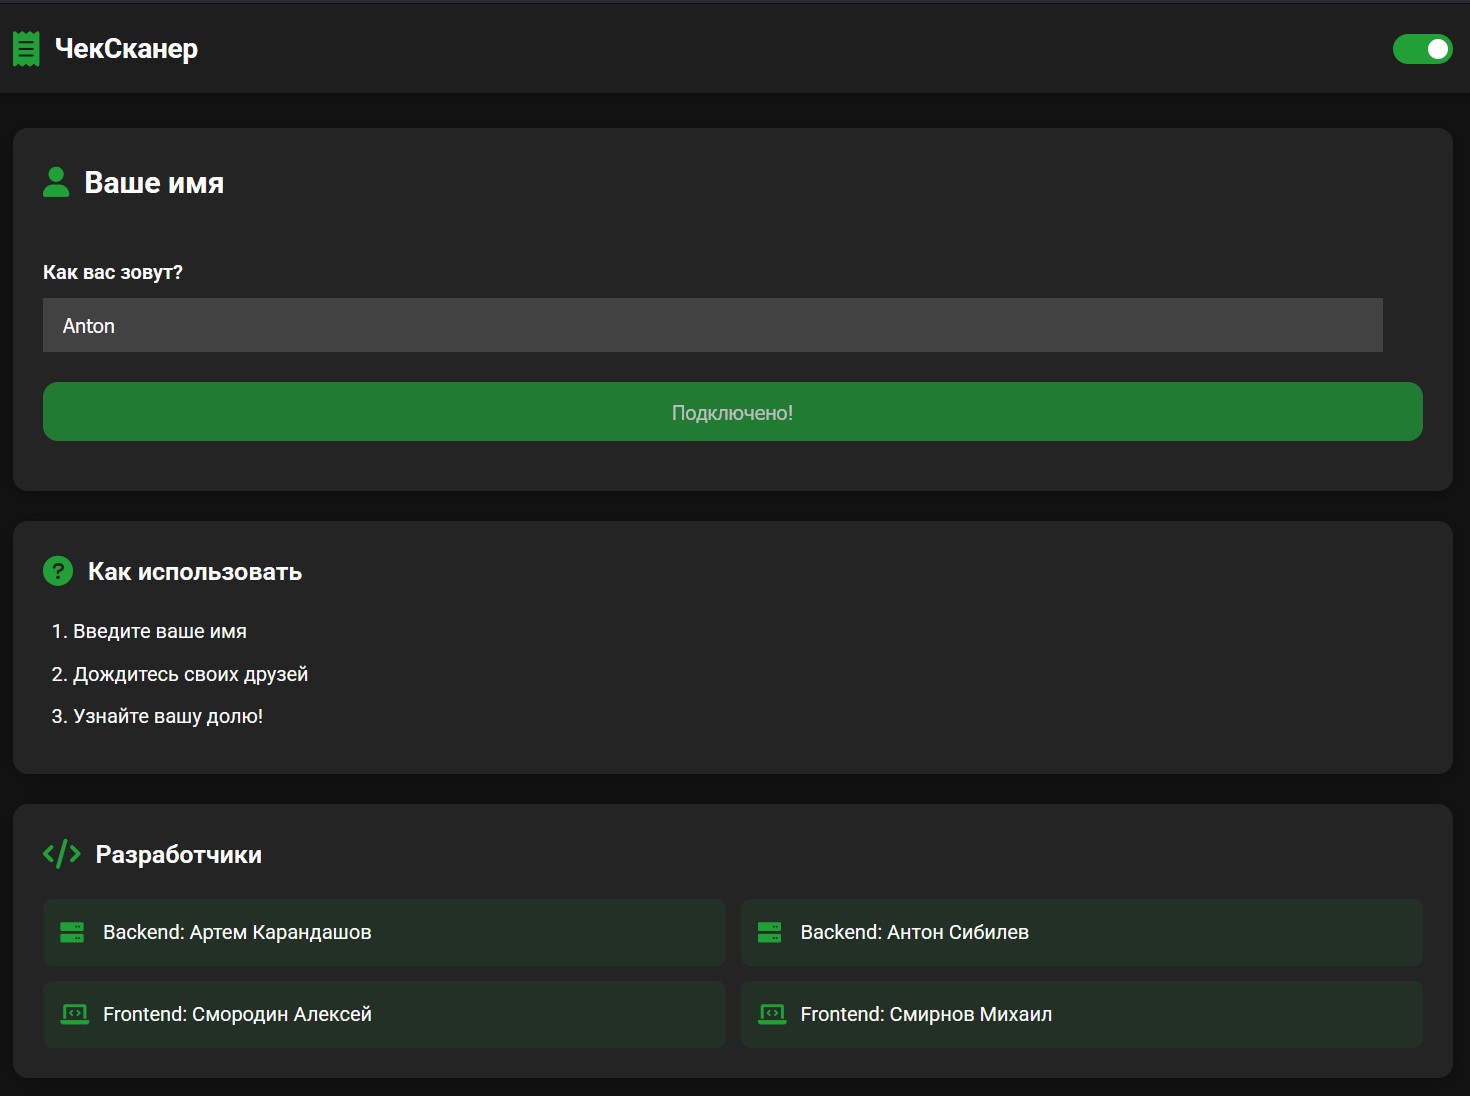 ЧекСканер
Ваше имя
Как вас зовут?
Anton
Подключено!
Как использовать
1. Введите ваше имя
2. Дождитесь своих друзей
3. Узнайте вашу долю!
Разработчики
Backend: Артем Карандашов
Backend: Антон Сибилев
Frontend: Смородин Алексей
Frontend: Смирнов Михаил